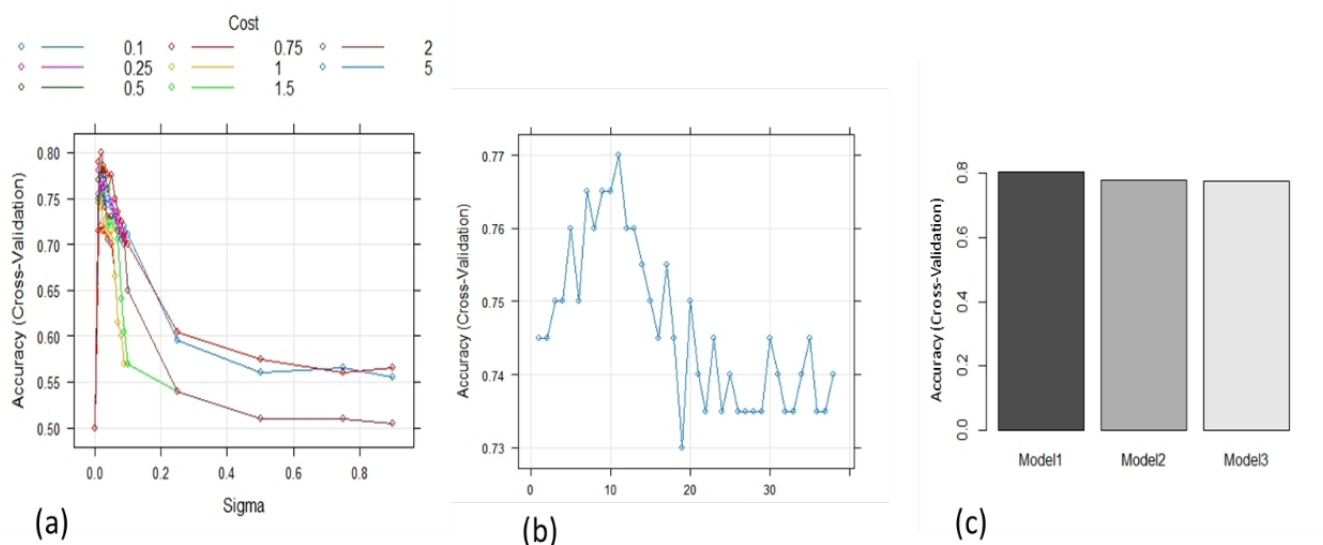 Cost
0.1 0.75 2
0.25 1 5
0.5 1.5
Accuracy (Cross-Validation)
0.80
0.75
0.70
0.65
0.60
0.55
0.50
0.0 0.2 0.4 0.6 0.8
Sigma
(a)
Accuracy (Cross-Validation)
0.77
0.76
0.75
0.74
0.73
0 10 20 30
(b)
Accuracy (Cross-Validation)
0.8
0.6
0.4
0.2
0.0
Model1 Model2 Model3
(c)